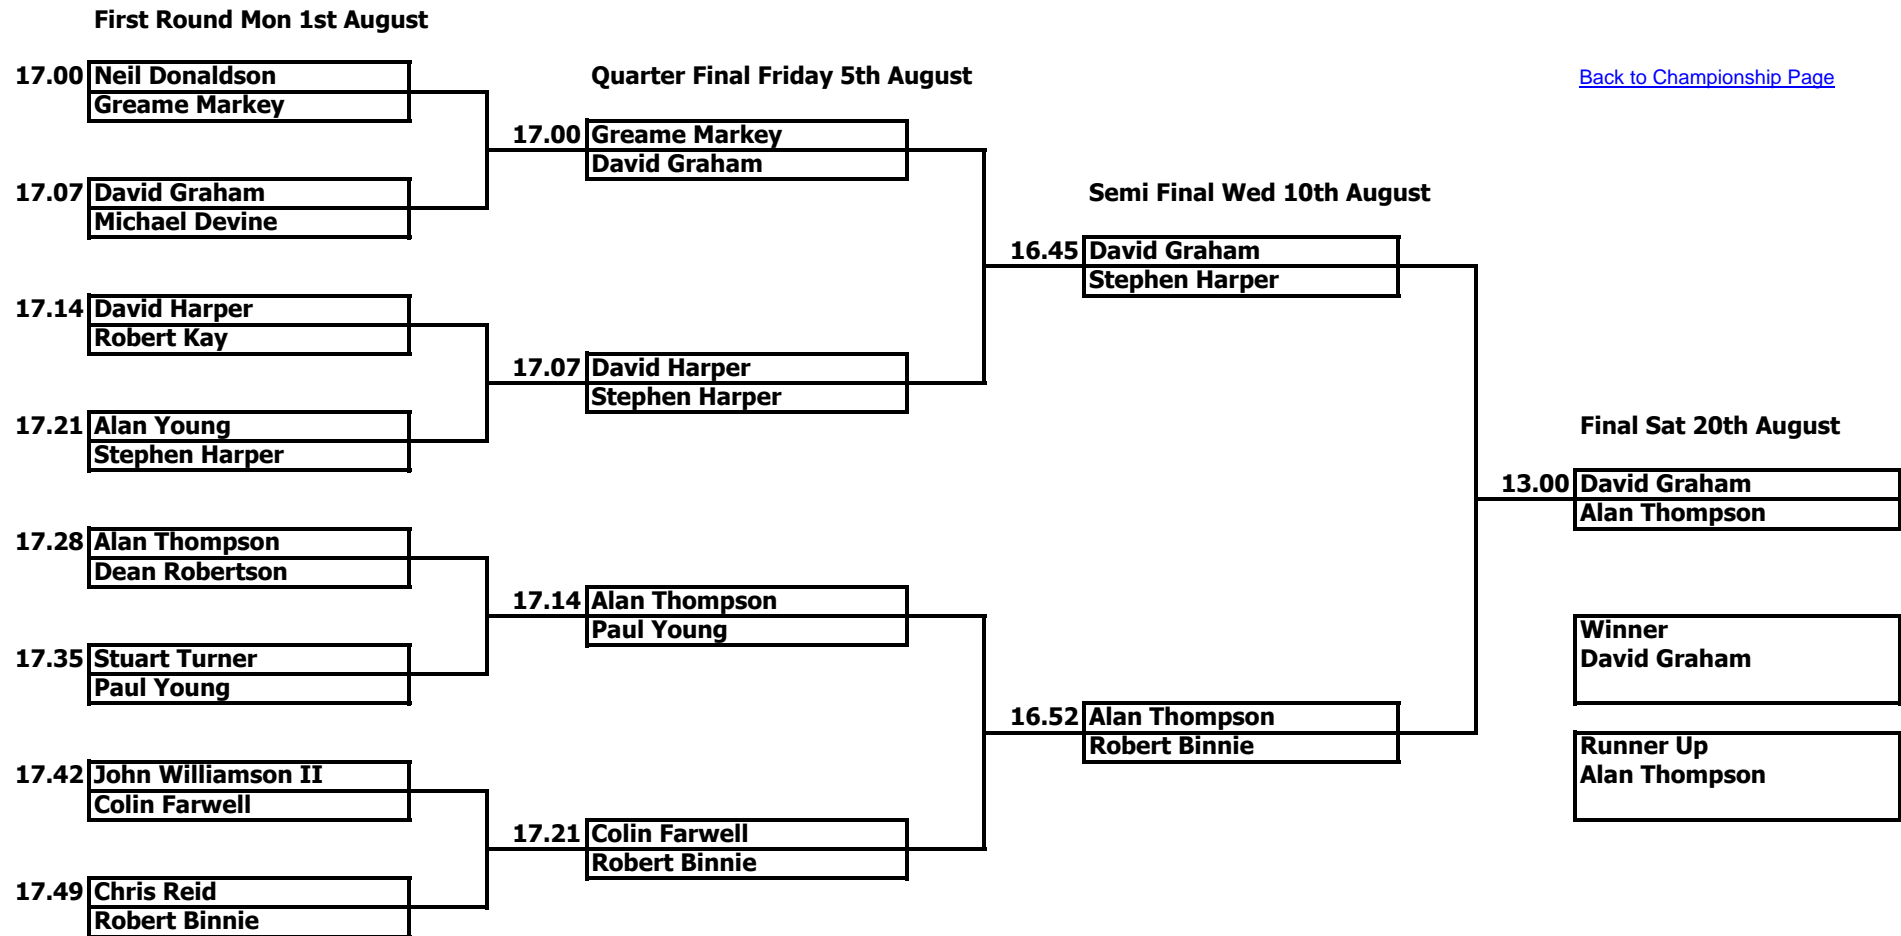 First Round Mon 1st August
17.00 Neil Donaldson
Greame Markey
17.07 David Graham
Michael Devine
17.14 David Harper
Robert Kay
17.21 Alan Young
Stephen Harper
17.28 Alan Thompson
Dean Robertson
17.35 Stuart Turner
Paul Young
17.42 John Williamson II
Colin Farwell
17.49 Chris Reid
Robert Binnie
Quarter Final Friday 5th August
17.00 Greame Markey
David Graham
17.07 David Harper
Stephen Harper
17.14 Alan Thompson
Paul Young
17.21 Colin Farwell
Robert Binnie
Semi Final Wed 10th August
16.45 David Graham
Stephen Harper
16.52 Alan Thompson
Robert Binnie
Back to Championship Page
Final Sat 20th August
13.00 David Graham
Alan Thompson
Winner
David Graham
Runner Up
Alan Thompson